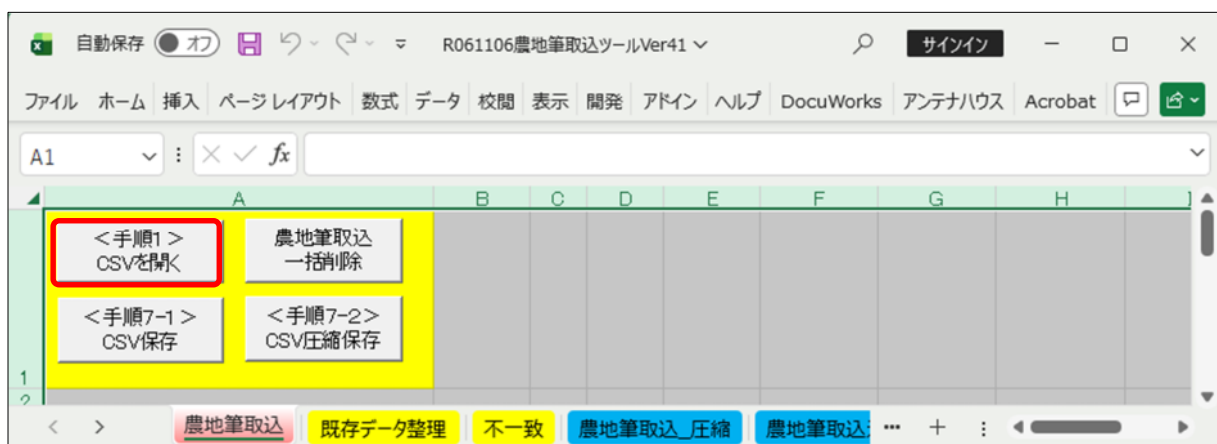 自動保存 オフ R061106農地筆取込ツールVer41 サインイン
ファイル ホーム 挿入 ページ レイアウト 数式 データ 校閲 表示 開発 アドイン ヘルプ DocuWorks アンテナハウス Acrobat
A1 fx
A B C D E F G H I
<手順1> 農地筆取込
CSVを開く 一括削除
<手順7-1> <手順7-2>
CSV保存 CSV圧縮保存
1
2
農地筆取込 既存データ整理 不一致 農地筆取込_圧縮 農地筆取込